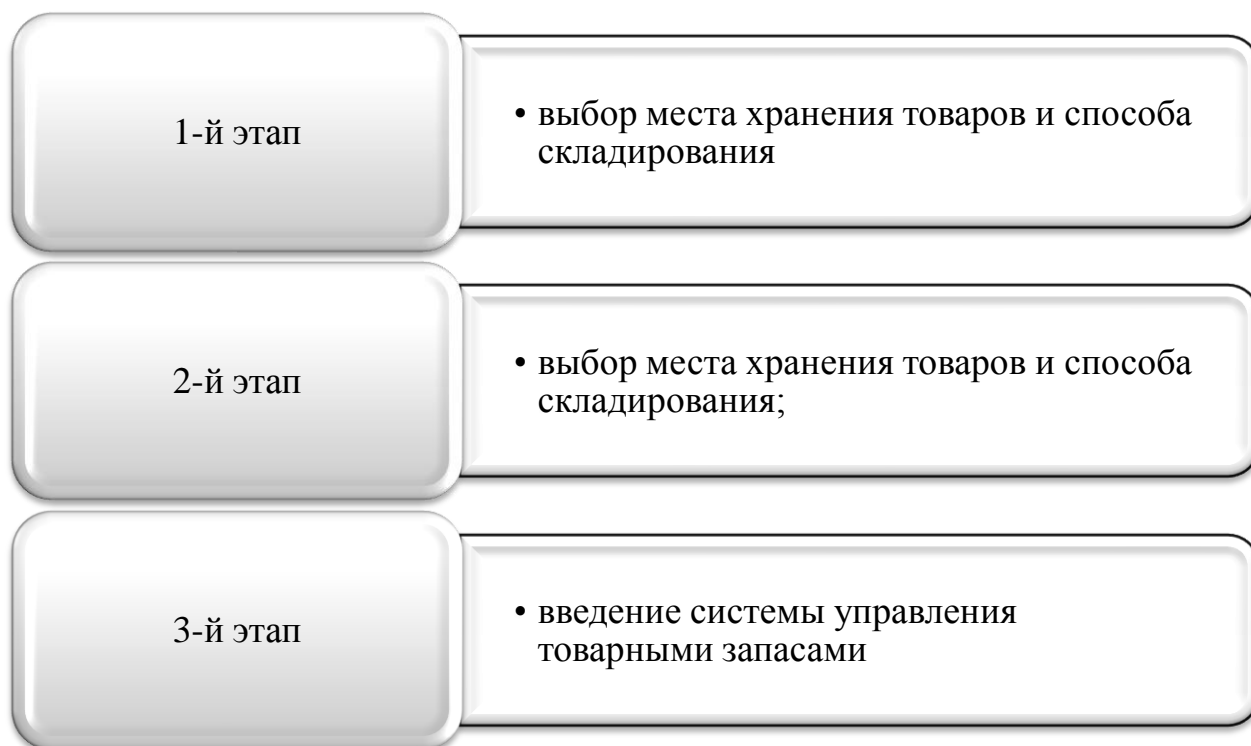 1-й этап
• выбор места хранения товаров и способа
складирования
2-й этап
• выбор места хранения товаров и способа
складирования;
3-й этап
• введение системы управления
товарными запасами